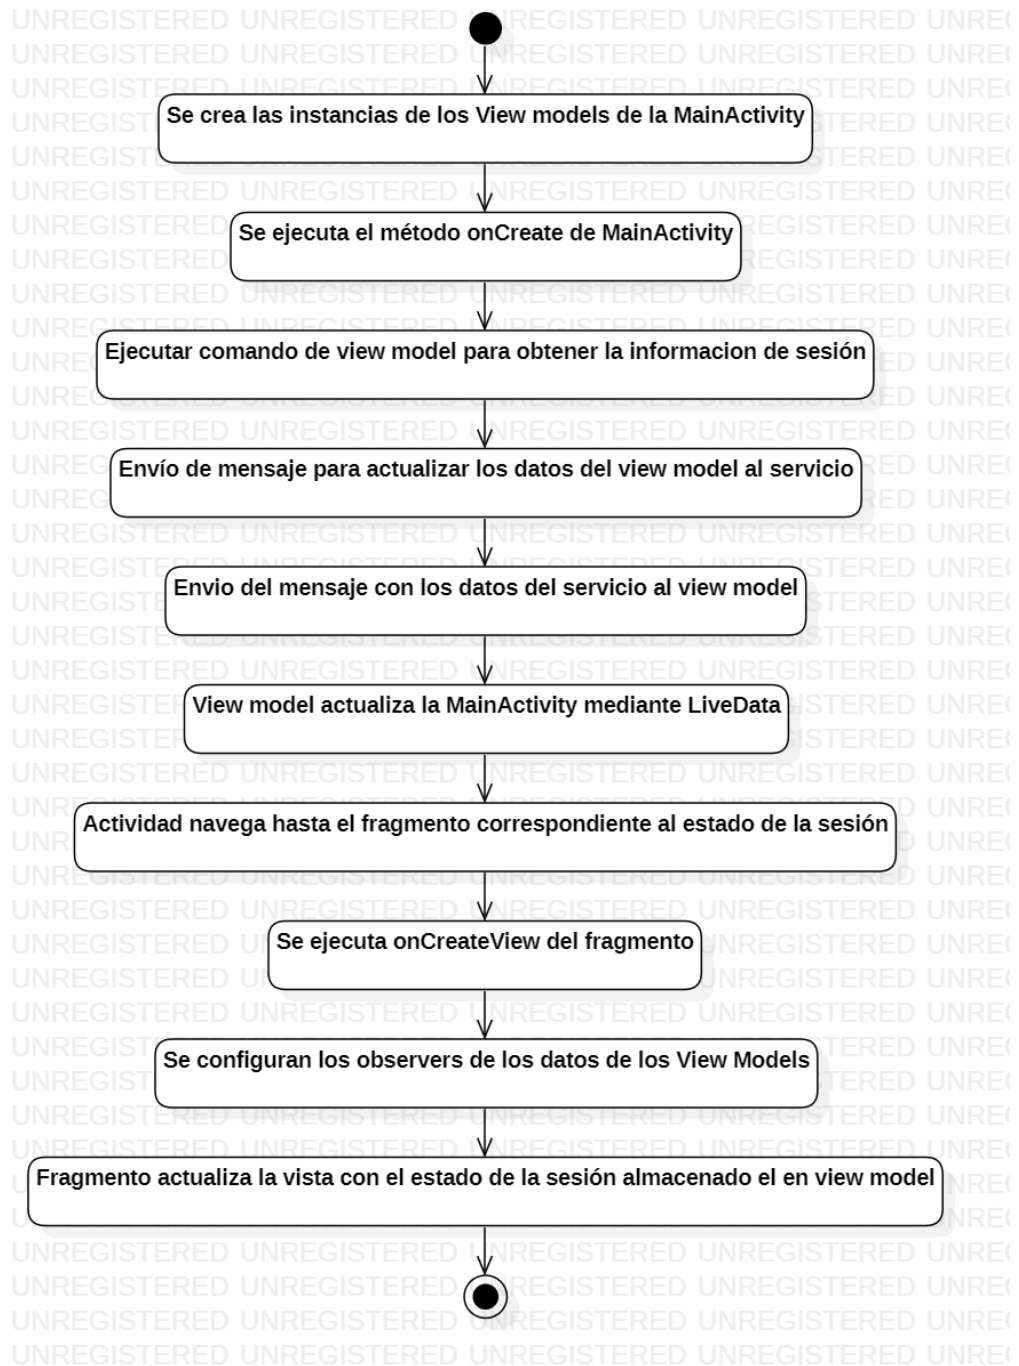 Se crea las instancias de los View models de la MainActivity
Se ejecuta el método onCreate de MainActivity
Ejecutar comando de view model para obtener la informacion de sesión
Envío de mensaje para actualizar los datos del view model al servicio
Envio del mensaje con los datos del servicio al view model
View model actualiza la MainActivity mediante LiveData
Actividad navega hasta el fragmento correspondiente al estado de la sesión
Se ejecuta onCreateView del fragmento
Se configuran los observers de los datos de los View Models
Fragmento actualiza la vista con el estado de la sesión almacenado el en view model
UNREGISTERED